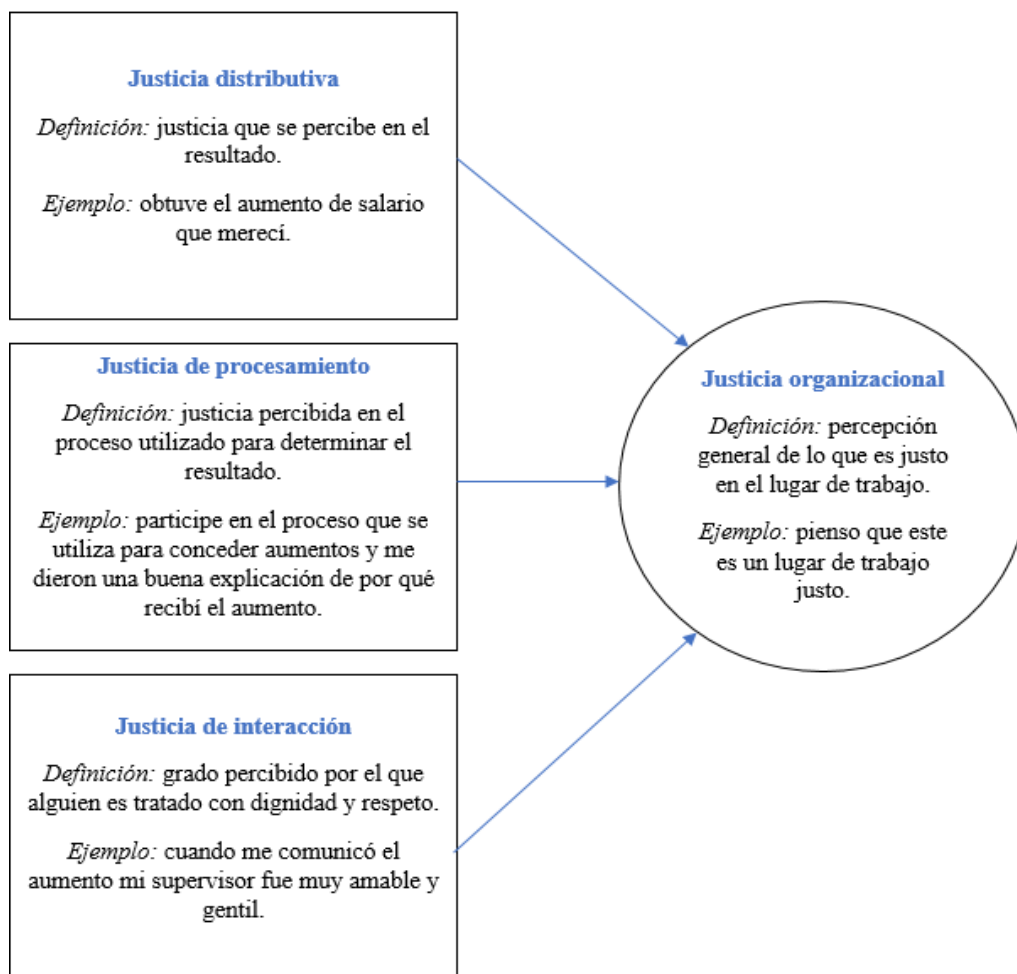 Justicia distributiva
Definición: justicia que se percibe en el
resultado.
Ejemplo: obtuve el aumento de salario
que merecí.
Justicia de procesamiento
Definición: justicia percibida en el
proceso utilizado para determinar el
resultado.
Ejemplo: participe en el proceso que se
utiliza para conceder aumentos y me
dieron una buena explicación de por qué
recibí el aumento.
Justicia de interacción
Definición: grado percibido por el que
alguien es tratado con dignidad y respeto.
Ejemplo: cuando me comunicó el
aumento mi supervisor fue muy amable y
gentil.
Justicia organizacional
Definición: percepción
general de lo que es justo
en el lugar de trabajo.
Ejemplo: pienso que este
es un lugar de trabajo
justo.